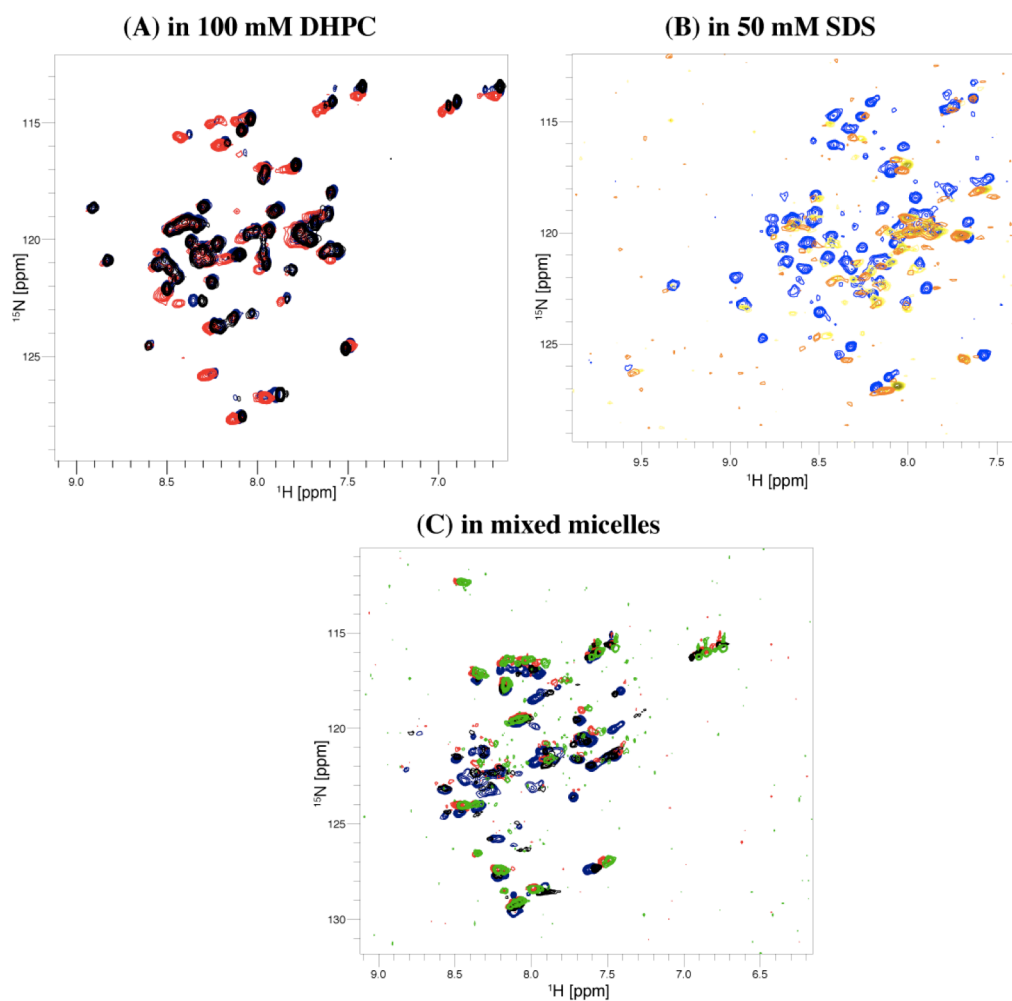 (A) in 100 mM DHPC
(B) in 50 mM SDS
115
120
125
¹⁵N [ppm]
9.0 8.5 8.0 7.5 7.0
¹H [ppm]
115
120
125
¹⁵N [ppm]
9.5 9.0 8.5 8.0 7.5
¹H [ppm]
(C) in mixed micelles
115
120
125
130
¹⁵N [ppm]
9.0 8.5 8.0 7.5 7.0 6.5
¹H [ppm]